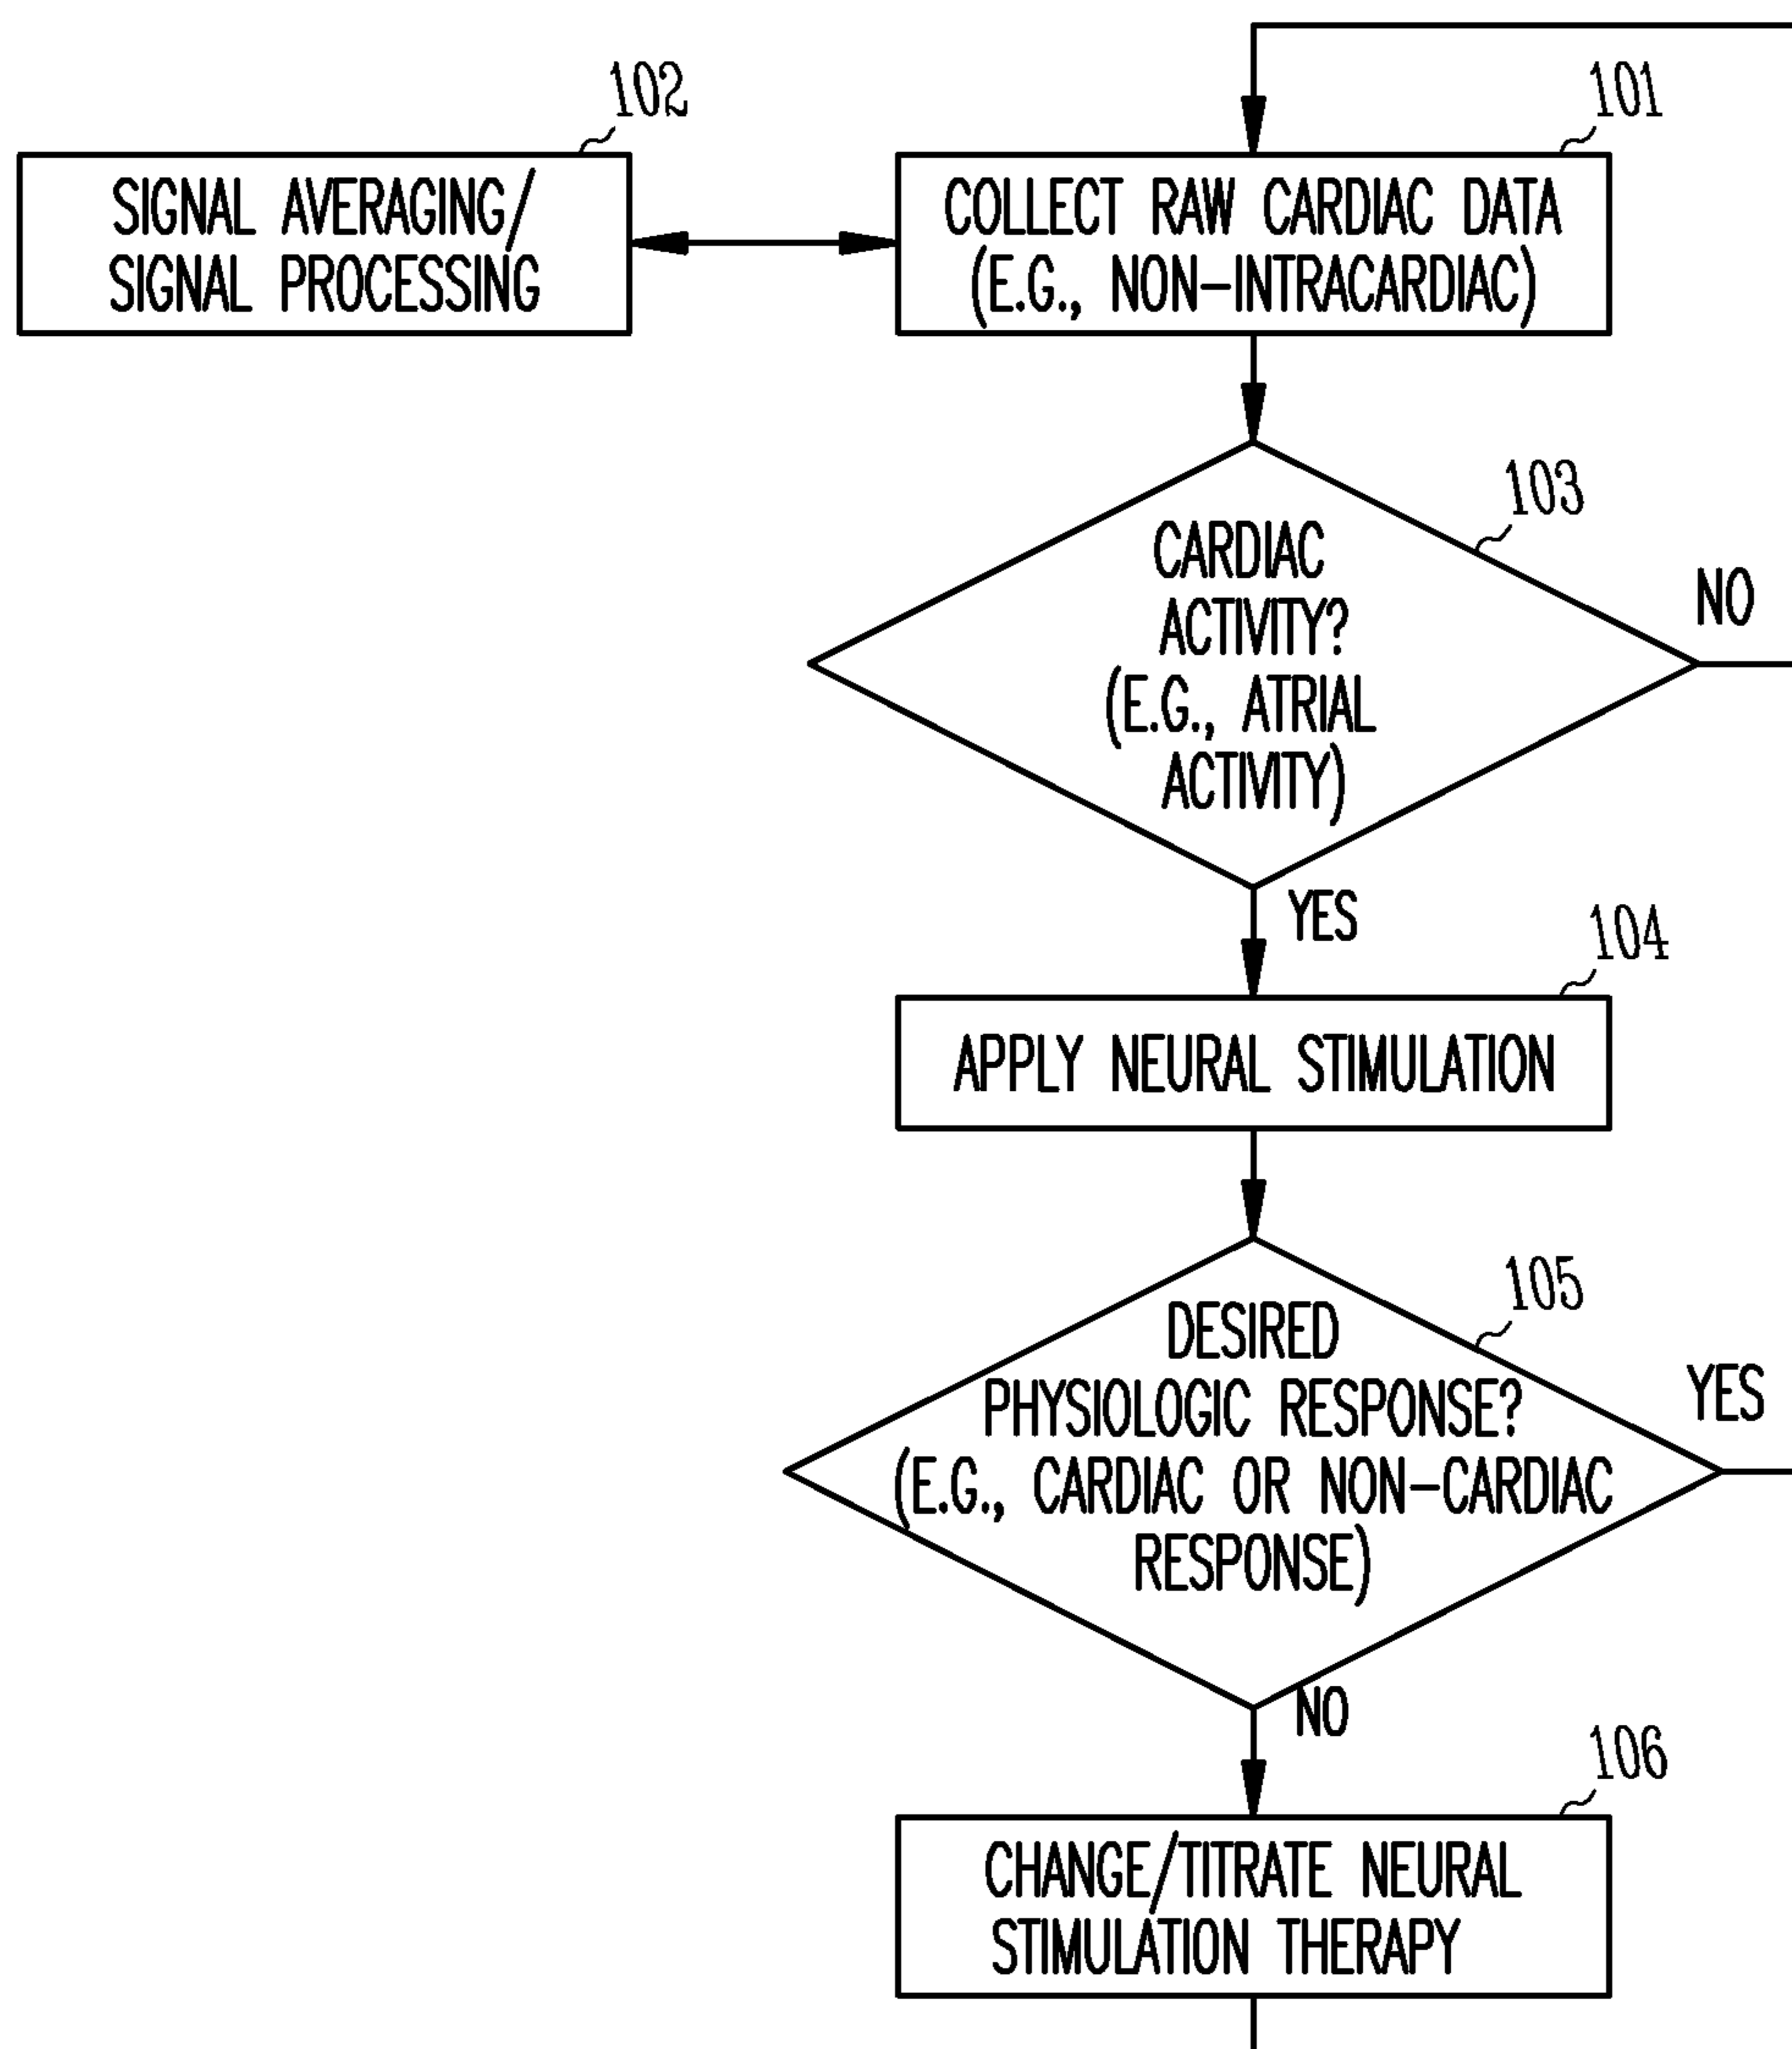 102
SIGNAL AVERAGING/
SIGNAL PROCESSING
101
COLLECT RAW CARDIAC DATA
(E.G., NON-INTRACARDIAC)
103
CARDIAC
ACTIVITY?
(E.G., ATRIAL
ACTIVITY)
NO
YES
104
APPLY NEURAL STIMULATION
105
DESIRED
PHYSIOLOGIC RESPONSE?
(E.G., CARDIAC OR NON-CARDIAC
RESPONSE)
YES
NO
106
CHANGE/TITRATE NEURAL
STIMULATION THERAPY